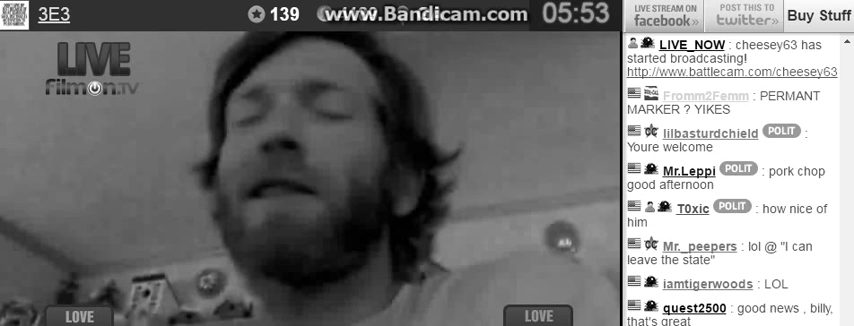 3E3
139
www.Bandicam.com
05:53
LIVE STREAM ON
facebook»
POST THIS TO
twitter»
Buy Stuff
LIVE
filmon.TV
LOVE
LOVE
LIVE_NOW : cheesey63 has
started broadcasting!
http://www.battlecam.com/cheesey63
Fromm2Femm : PERMANT
MARKER ? YIKES
lilbasturdchield POLIT :
Youre welcome
Mr.Leppi POLIT : pork chop
good afternoon
T0xic POLIT : how nice of
him
Mr._peepers : lol @ "I can
leave the state"
iamtigerwoods : LOL
quest2500 : good news , billy,
that's great